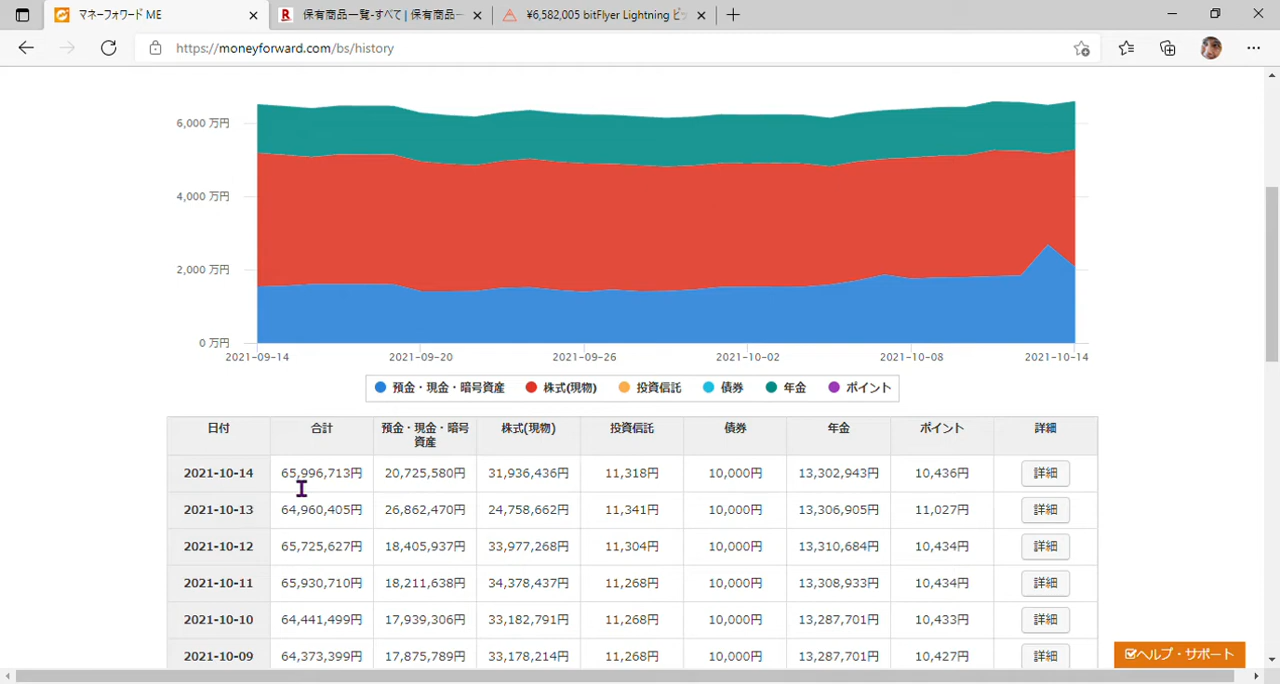 マネーフォワード ME
保有商品一覧-すべて | 保有商品一
¥6,582,005 bitFlyer Lightning ビッ
https://moneyforward.com/bs/history
6,000 万円
4,000 万円
2,000 万円
0 万円
2021-09-14 2021-09-20 2021-09-26 2021-10-02 2021-10-08 2021-10-14
預金・現金・暗号資産 株式(現物) 投資信託 債券 年金 ポイント
日付 合計 預金・現金・暗号資産 株式(現物) 投資信託 債券 年金 ポイント 詳細
2021-10-14 65,996,713円 20,725,580円 31,936,436円 11,318円 10,000円 13,302,943円 10,436円 詳細
2021-10-13 64,960,405円 26,862,470円 24,758,662円 11,341円 10,000円 13,306,905円 11,027円 詳細
2021-10-12 65,725,627円 18,405,937円 33,977,268円 11,304円 10,000円 13,310,684円 10,434円 詳細
2021-10-11 65,930,710円 18,211,638円 34,378,437円 11,268円 10,000円 13,308,933円 10,434円 詳細
2021-10-10 64,441,499円 17,939,306円 33,182,791円 11,268円 10,000円 13,287,701円 10,433円 詳細
2021-10-09 64,373,399円 17,875,789円 33,178,214円 11,268円 10,000円 13,287,701円 10,427円 詳細
ヘルプ・サポート